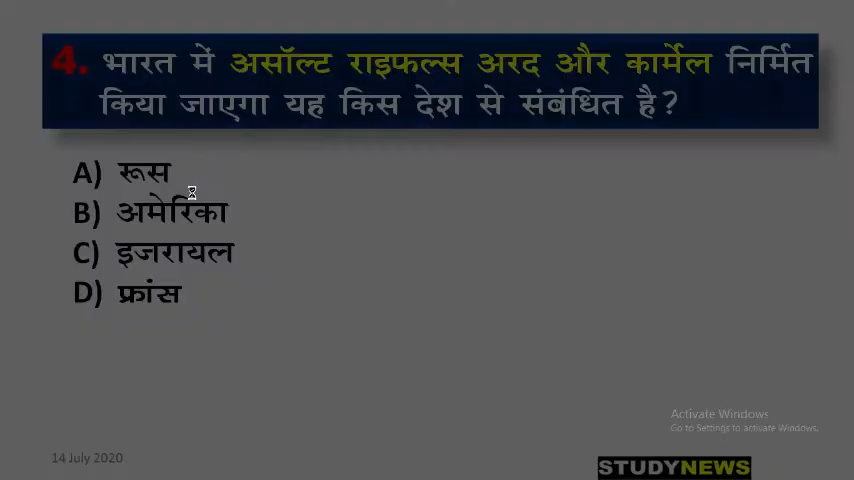 4. भारत में असॉल्ट राइफल्स अरद और कार्मेल निर्मित
किया जाएगा यह किस देश से संबंधित है?
A) रूस
B) अमेरिका
C) इजरायल
D) फ्रांस
Activate Windows
Go to Settings to activate Windows.
14 July 2020
STUDYNEWS